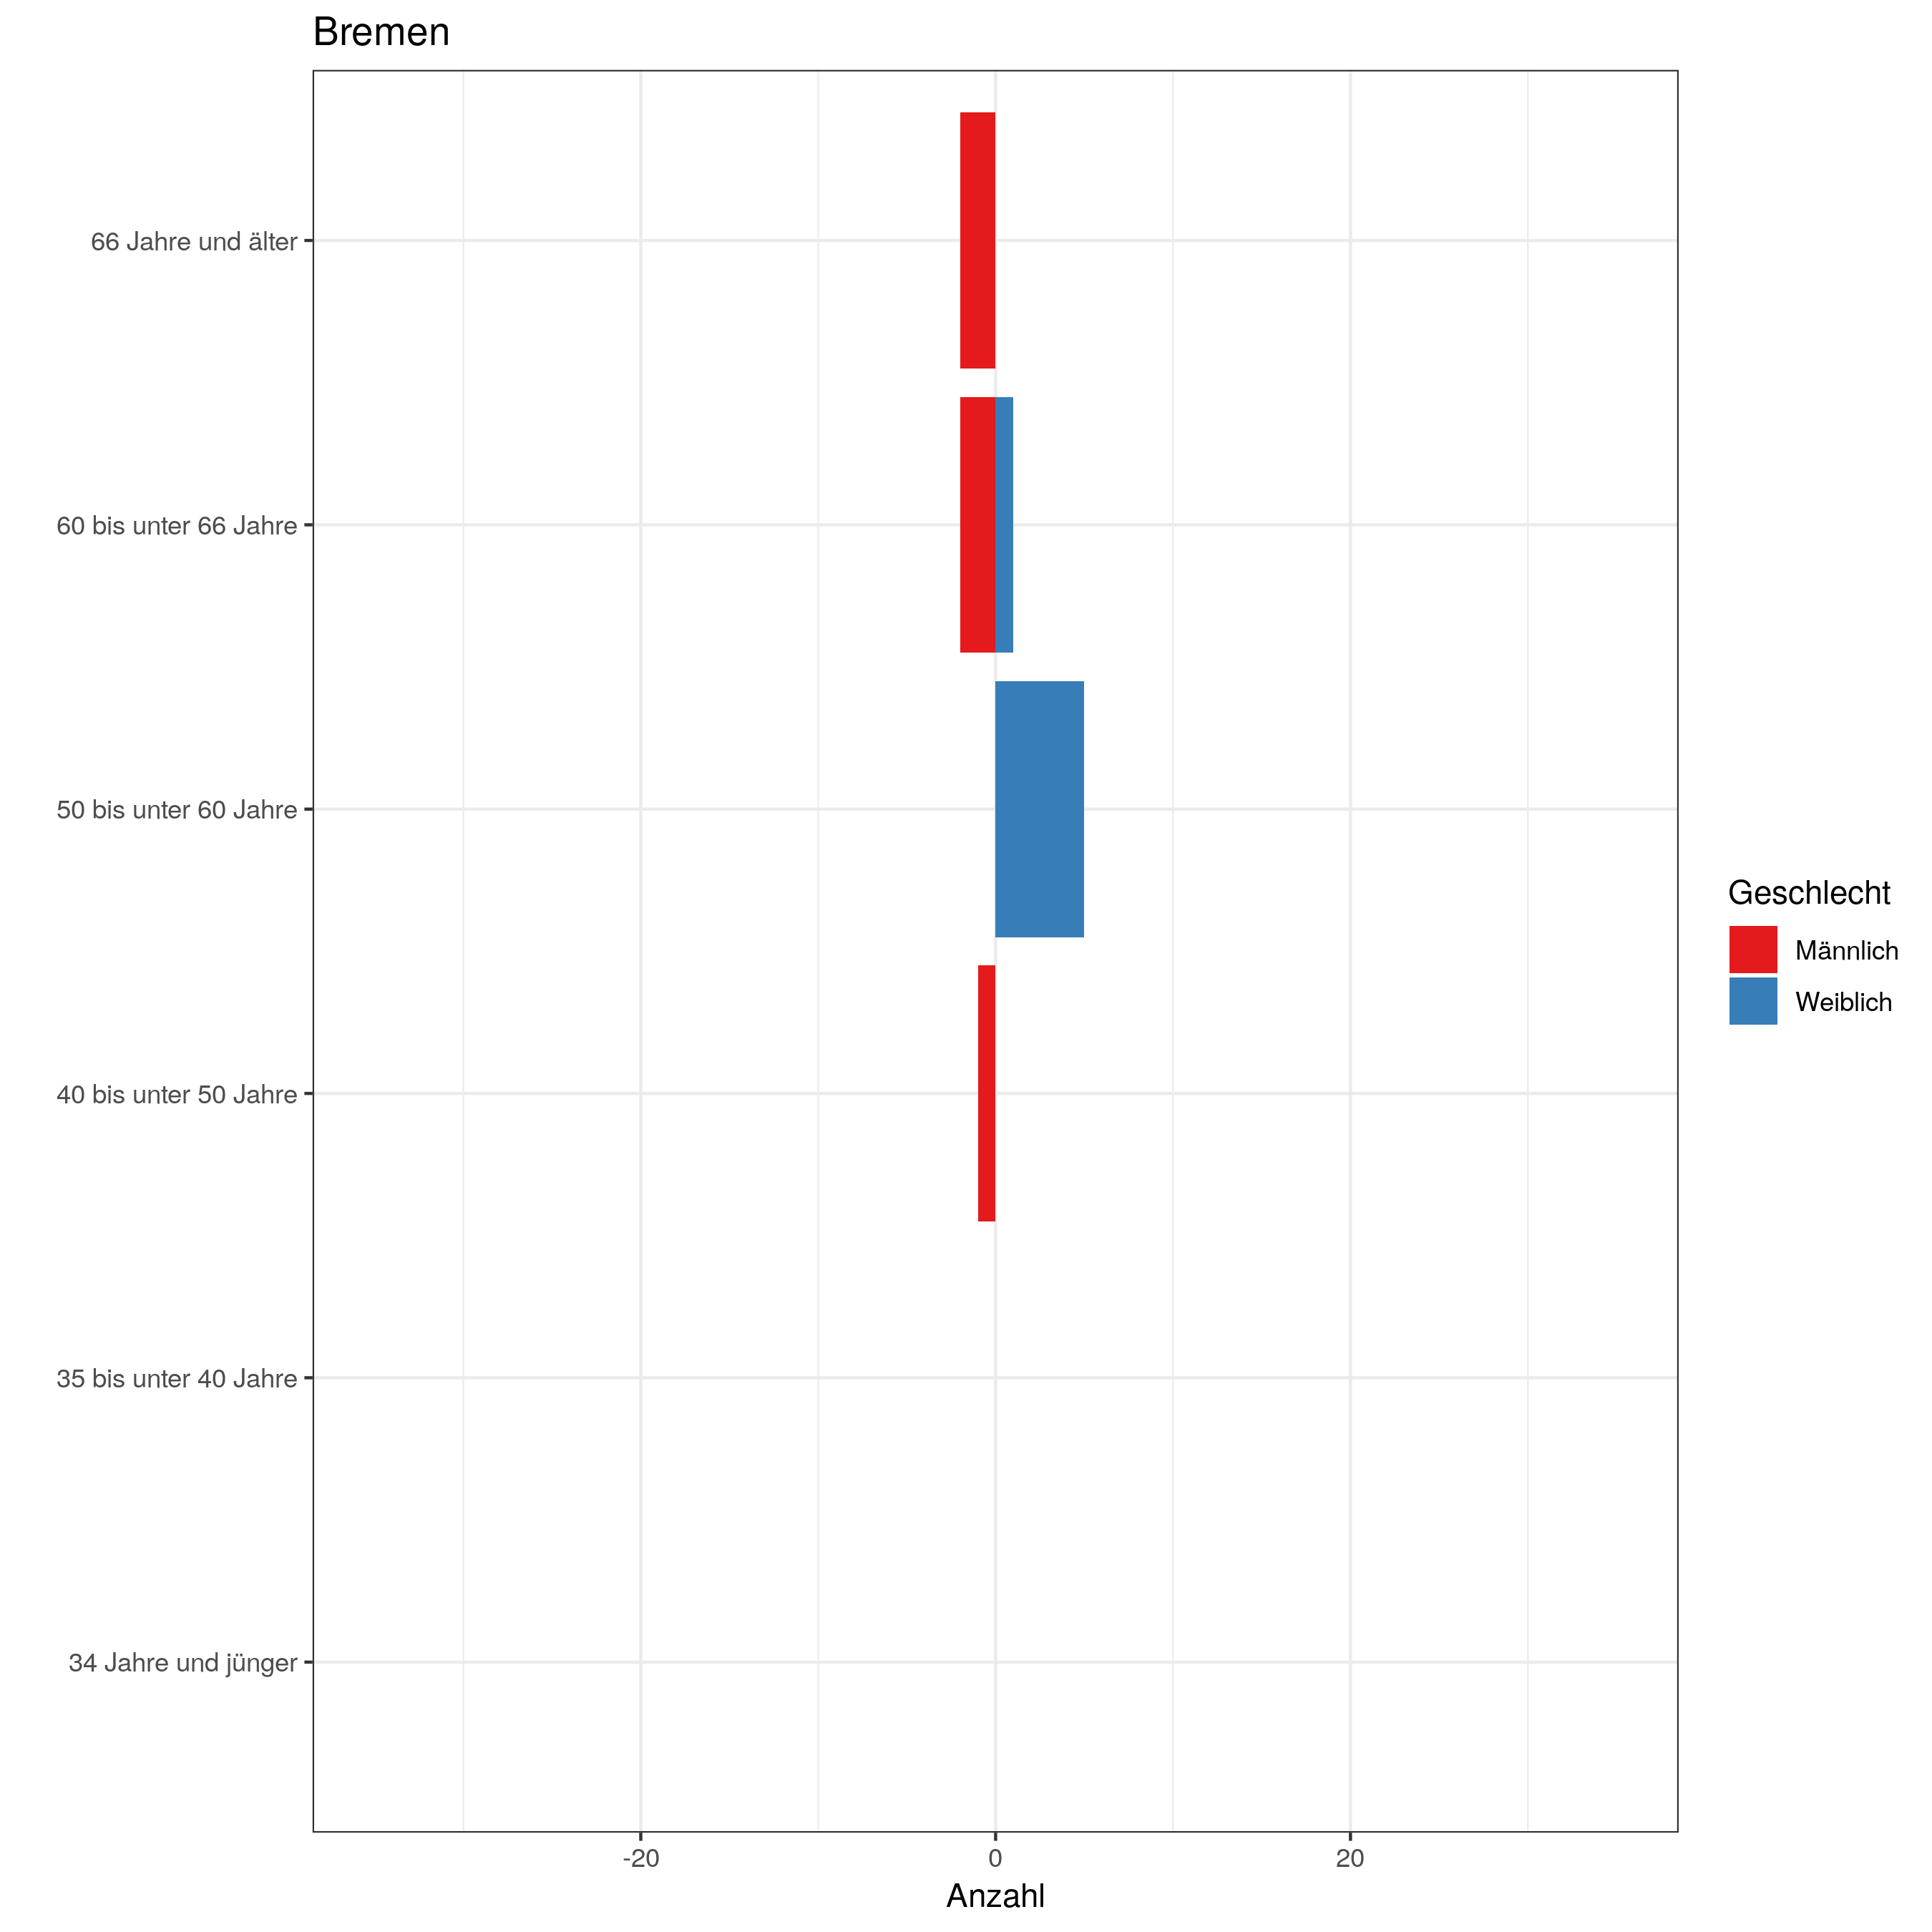 Bremen
66 Jahre und älter
60 bis unter 66 Jahre
50 bis unter 60 Jahre
40 bis unter 50 Jahre
35 bis unter 40 Jahre
34 Jahre und jünger
-20
0
20
Anzahl
Geschlecht
Männlich
Weiblich